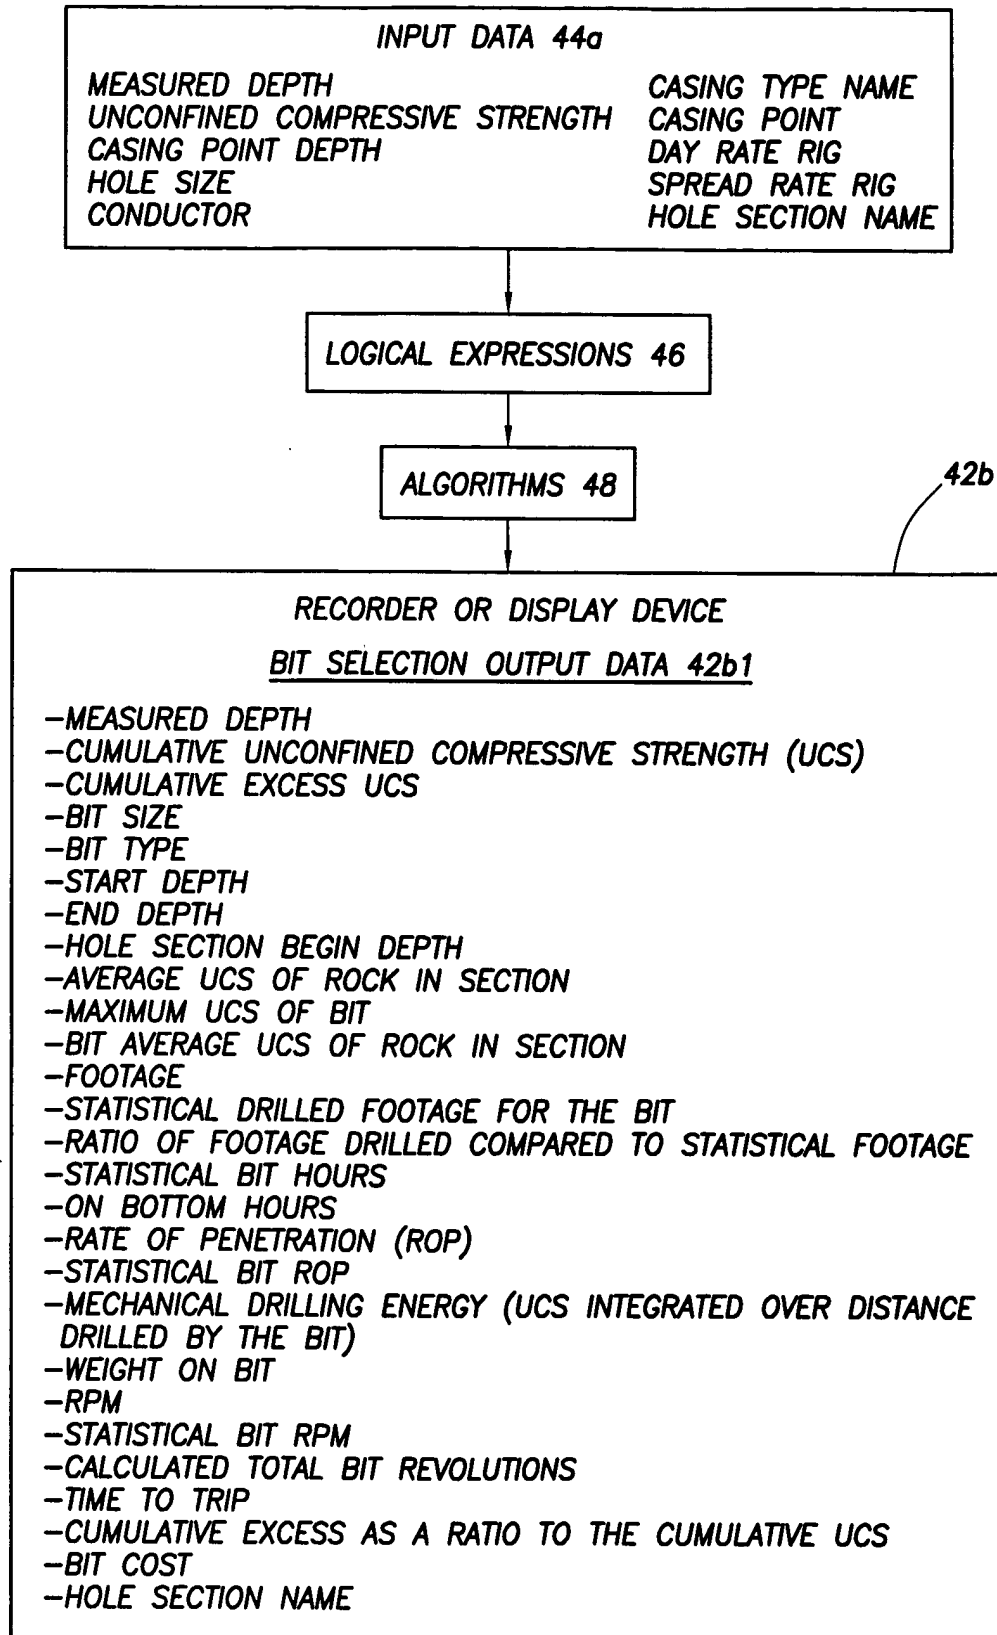 INPUT DATA 44a
MEASURED DEPTH
UNCONFINED COMPRESSIVE STRENGTH
CASING POINT DEPTH
HOLE SIZE
CONDUCTOR
CASING TYPE NAME
CASING POINT
DAY RATE RIG
SPREAD RATE RIG
HOLE SECTION NAME
LOGICAL EXPRESSIONS 46
ALGORITHMS 48
42b
RECORDER OR DISPLAY DEVICE
BIT SELECTION OUTPUT DATA 42b1
-MEASURED DEPTH
-CUMULATIVE UNCONFINED COMPRESSIVE STRENGTH (UCS)
-CUMULATIVE EXCESS UCS
-BIT SIZE
-BIT TYPE
-START DEPTH
-END DEPTH
-HOLE SECTION BEGIN DEPTH
-AVERAGE UCS OF ROCK IN SECTION
-MAXIMUM UCS OF BIT
-BIT AVERAGE UCS OF ROCK IN SECTION
-FOOTAGE
-STATISTICAL DRILLED FOOTAGE FOR THE BIT
-RATIO OF FOOTAGE DRILLED COMPARED TO STATISTICAL FOOTAGE
-STATISTICAL BIT HOURS
-ON BOTTOM HOURS
-RATE OF PENETRATION (ROP)
-STATISTICAL BIT ROP
-MECHANICAL DRILLING ENERGY (UCS INTEGRATED OVER DISTANCE
DRILLED BY THE BIT)
-WEIGHT ON BIT
-RPM
-STATISTICAL BIT RPM
-CALCULATED TOTAL BIT REVOLUTIONS
-TIME TO TRIP
-CUMULATIVE EXCESS AS A RATIO TO THE CUMULATIVE UCS
-BIT COST
-HOLE SECTION NAME